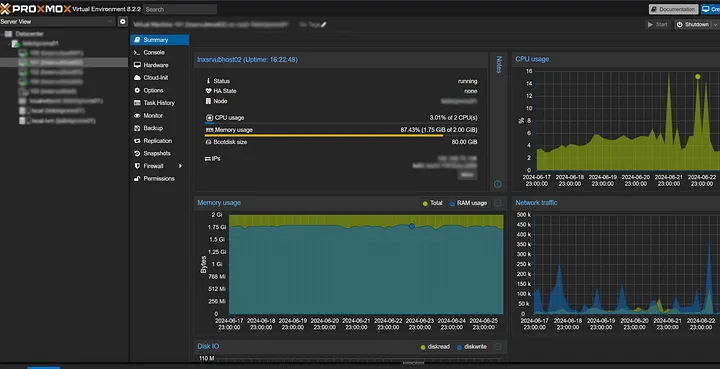 PROXMOX Virtual Environment 8.2.2 Search Documentation
Server View
Start Shutdown
Summary
Console
Hardware
Cloud-Init
Options
Task History
Monitor
Backup
Replication
Snapshots
Firewall
Permissions
lnxsrvubhost02 (Uptime: 16:22:48)
Status running
HA State none
Node
CPU usage 3.01% of 2 CPU(s)
Memory usage 87.43% (1.75 GiB of 2.00 GiB)
Bootdisk size 80.00 GiB
IPs
Notes
CPU usage
16
14
12
10
8
6
4
2
0
%
2024-06-17 2024-06-18 2024-06-19 2024-06-20 2024-06-21 2024-06-22
23:00:00 23:00:00 23:00:00 23:00:00 23:00:00 23:00:00
Memory usage
Total RAM usage
2 Gi
1.75 Gi
1.5 Gi
1.25 Gi
1 Gi
768 Mi
512 Mi
256 Mi
0
Bytes
2024-06-17 2024-06-18 2024-06-19 2024-06-20 2024-06-21 2024-06-22 2024-06-23 2024-06-24 2024-06-25
23:00:00 23:00:00 23:00:00 23:00:00 23:00:00 23:00:00 23:00:00 23:00:00 23:00:00
Network traffic
500 k
450 k
400 k
350 k
300 k
250 k
200 k
150 k
100 k
50 k
0
2024-06-17 2024-06-18 2024-06-19 2024-06-20 2024-06-21 2024-06-22
23:00:00 23:00:00 23:00:00 23:00:00 23:00:00 23:00:00
Disk IO
diskread diskwrite
110 M